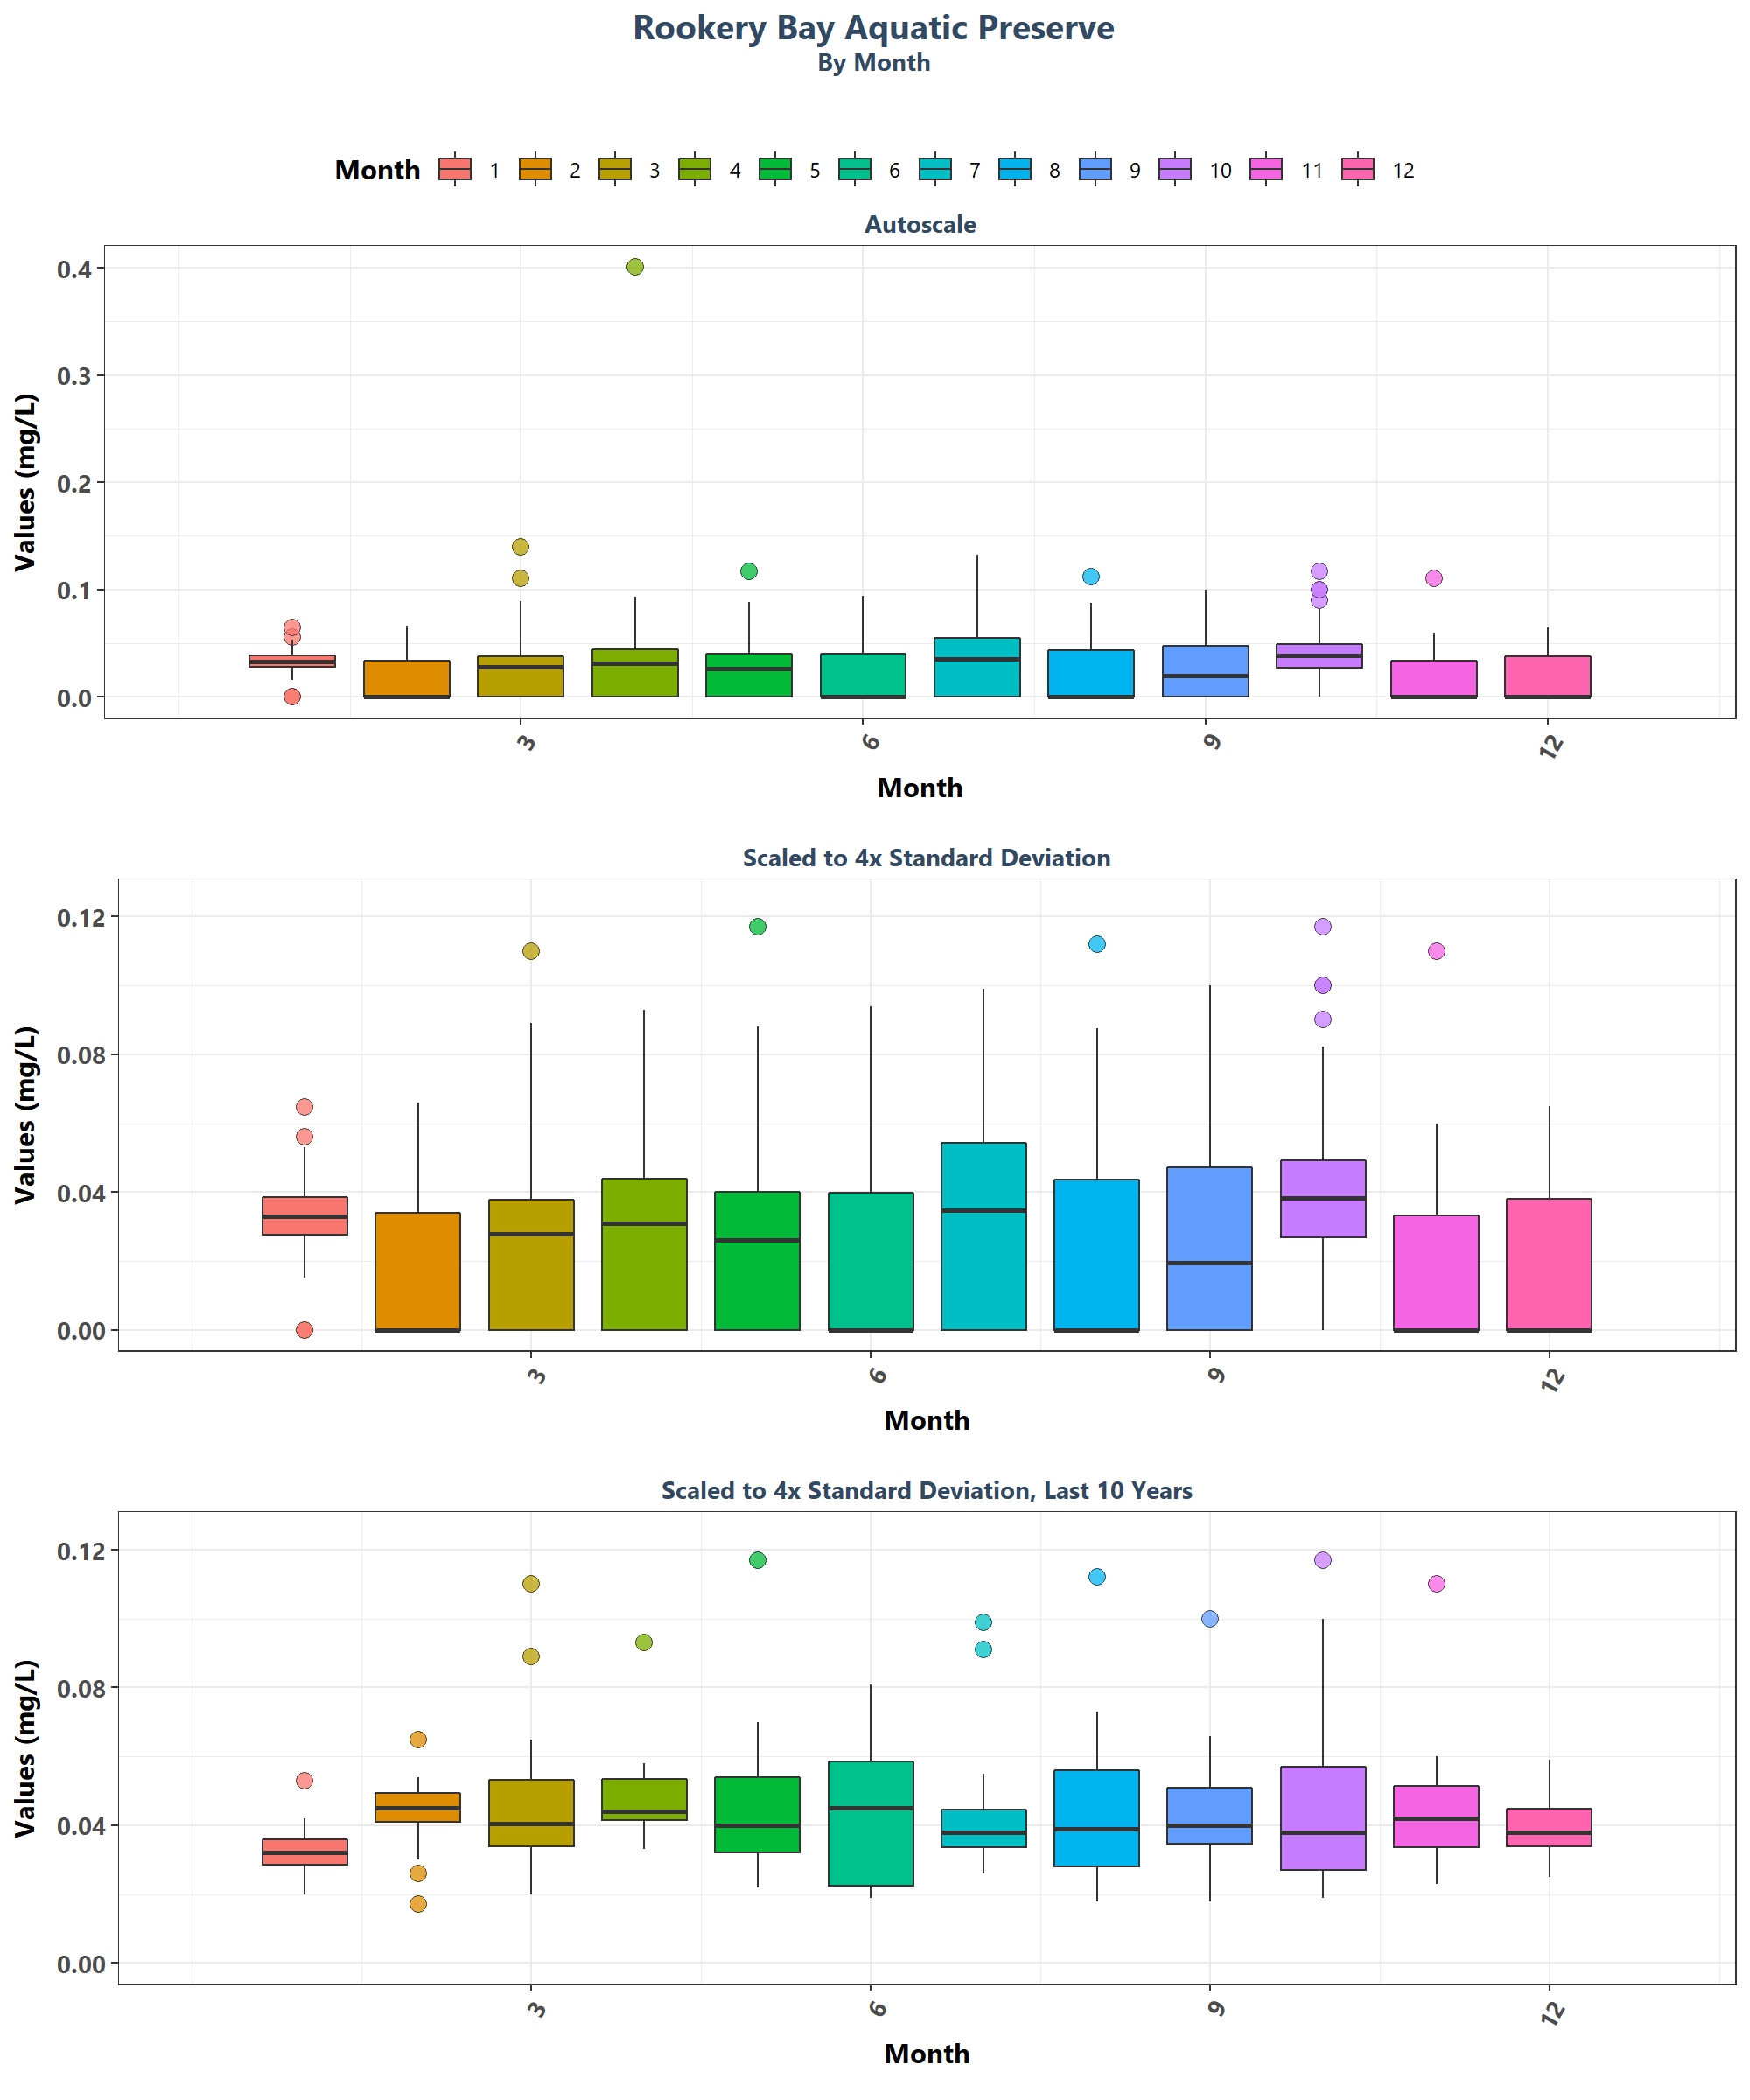 Rookery Bay Aquatic Preserve
By Month
Month 1 2 3 4 5 6 7 8 9 10 11 12
Autoscale
Values (mg/L)
0.4
0.3
0.2
0.1
0.0
3 6 9 12
Month
Scaled to 4x Standard Deviation
Values (mg/L)
0.12
0.08
0.04
0.00
3 6 9 12
Month
Scaled to 4x Standard Deviation, Last 10 Years
Values (mg/L)
0.12
0.08
0.04
0.00
3 6 9 12
Month